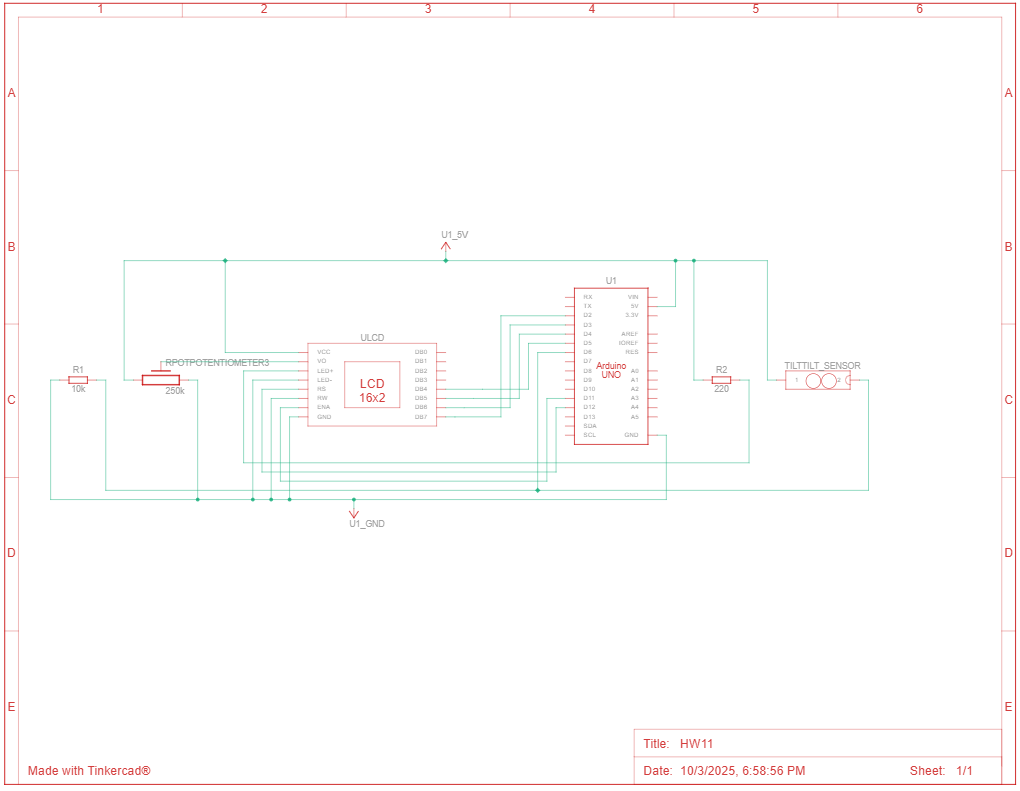 1 2 3 4 5 6
A A
B B
U1_5V
U1
RX VIN
TX 5V
D2 3.3V
D3
D4 AREF
D5 IOREF
D6 RES
D7
D8 A0
D9 A1
D10 A2
D11 A3
D12 A4
D13 A5
SDA
SCL GND
Arduino
UNO
ULCD
VCC DB0
VO DB1
LED+ DB2
LED- DB3
RS DB4
RW DB5
ENA DB6
GND DB7
LCD
16x2
RPOTPOTENTIOMETER3
250k
R1
10k
R2
220
TILTTILT_SENSOR
1 2
C C
U1_GND
D D
E E
Title: HW11
Made with Tinkercad® Date: 10/3/2025, 6:58:56 PM Sheet: 1/1